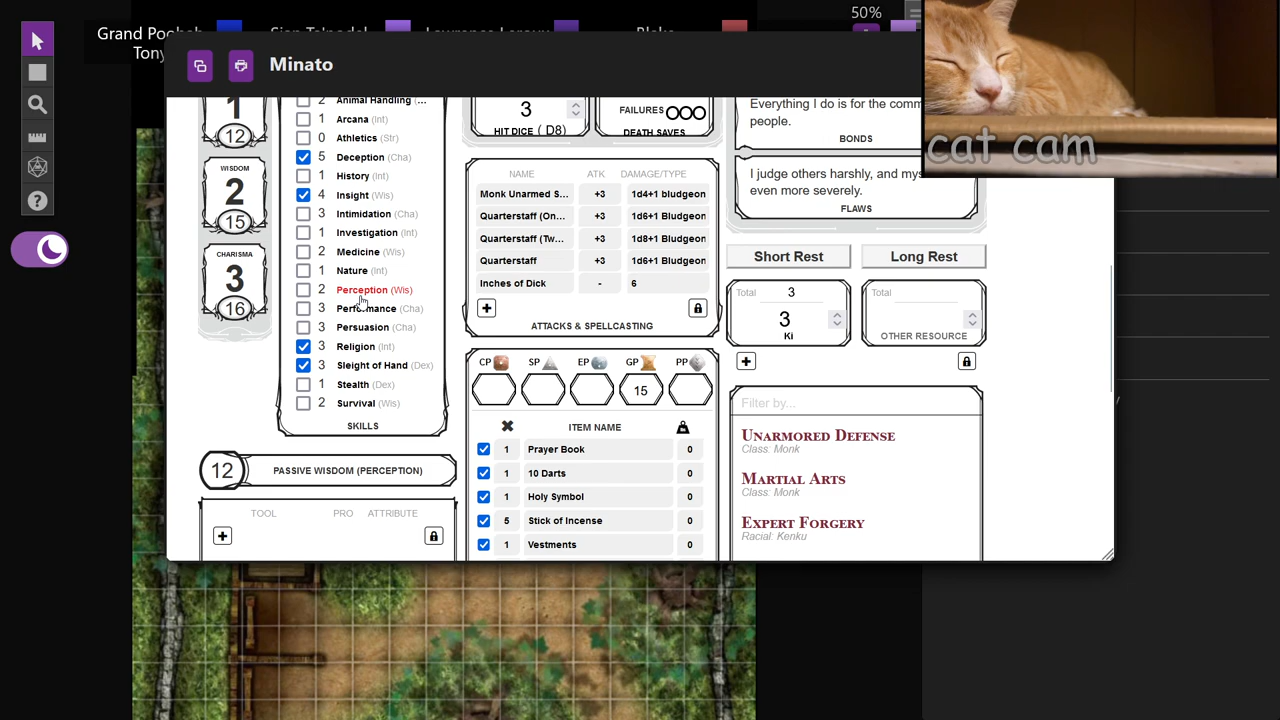 50%
Grand Poobah
Tony
Sion Te'nadel
Lawrence Leroux
Blake
Minato
cat cam
1
12
WISDOM
2
15
CHARISMA
3
16
2 Animal Handling (...
1 Arcana (Int)
0 Athletics (Str)
5 Deception (Cha)
1 History (Int)
4 Insight (Wis)
3 Intimidation (Cha)
1 Investigation (Int)
2 Medicine (Wis)
1 Nature (Int)
2 Perception (Wis)
3 Performance (Cha)
3 Persuasion (Cha)
3 Religion (Int)
3 Sleight of Hand (Dex)
1 Stealth (Dex)
2 Survival (Wis)
SKILLS
12 PASSIVE WISDOM (PERCEPTION)
TOOL PRO ATTRIBUTE
3
HIT DICE ( D8)
FAILURES
DEATH SAVES
NAME ATK DAMAGE/TYPE
Monk Unarmed S... +3 1d4+1 bludgeon
Quarterstaff (On... +3 1d6+1 Bludgeon
Quarterstaff (Tw... +3 1d8+1 Bludgeon
Quarterstaff +3 1d6+1 Bludgeon
Inches of Dick - 6
ATTACKS & SPELLCASTING
CP SP EP GP PP
15
ITEM NAME
1 Prayer Book 0
1 10 Darts 0
1 Holy Symbol 0
5 Stick of Incense 0
1 Vestments 0
Everything I do is for the comm
people.
BONDS
I judge others harshly, and mys
even more severely.
FLAWS
Short Rest Long Rest
Total 3
3
Ki
Total
OTHER RESOURCE
Filter by...
UNARMORED DEFENSE
Class: Monk
MARTIAL ARTS
Class: Monk
EXPERT FORGERY
Racial: Kenku